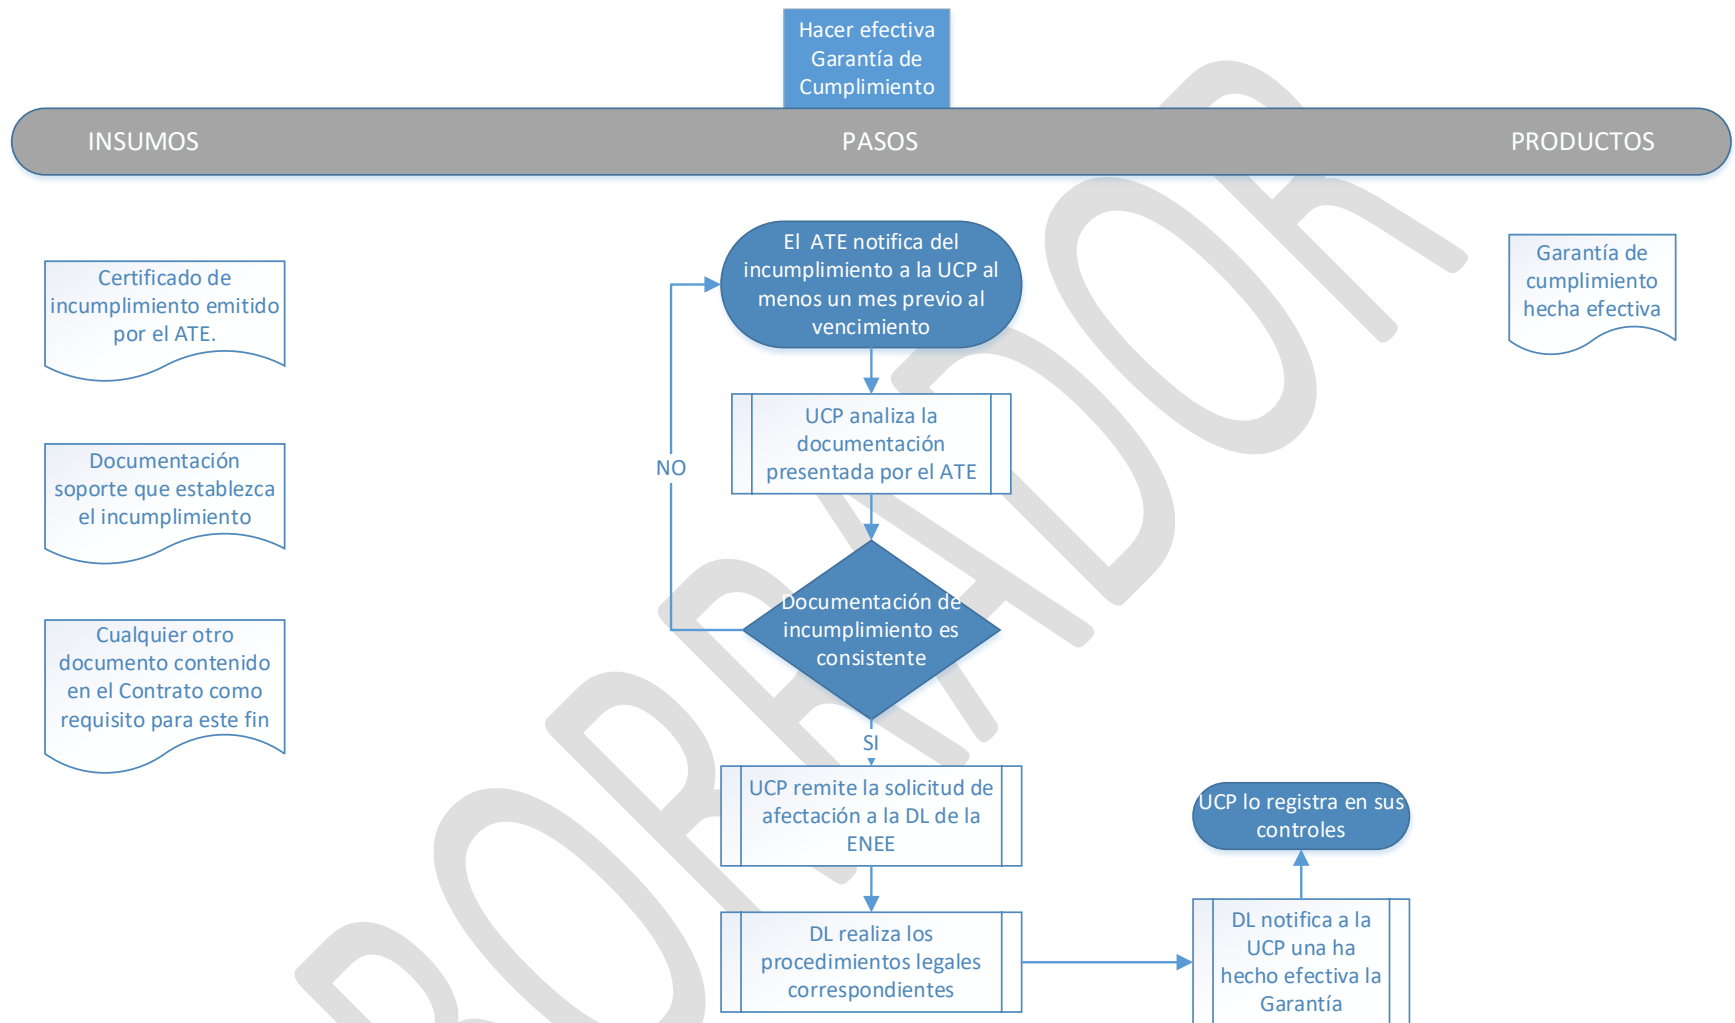 Hacer efectiva
Garantía de
Cumplimiento
INSUMOS
PASOS
PRODUCTOS
Certificado de
incumplimiento emitido
por el ATE.
Documentación
soporte que establezca
el incumplimiento
Cualquier otro
documento contenido
en el Contrato como
requisito para este fin
El ATE notifica del
incumplimiento a la UCP al
menos un mes previo al
vencimiento
UCP analiza la
documentación
presentada por el ATE
NO
Documentación de
incumplimiento es
consistente
SI
UCP remite la solicitud de
afectación a la DL de la
ENEE
DL realiza los
procedimientos legales
correspondientes
DL notifica a la
UCP una ha
hecho efectiva la
Garantía
UCP lo registra en sus
controles
Garantía de
cumplimiento
hecha efectiva
BORRADOR